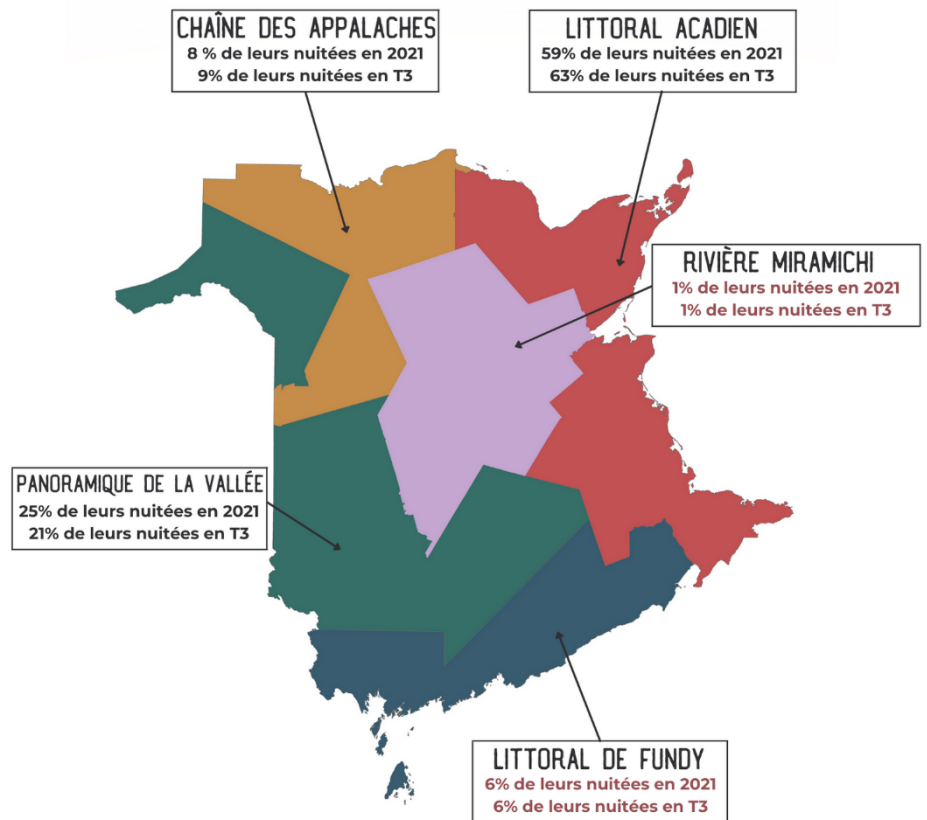 CHAÎNE DES APPALACHES
8 % de leurs nuitées en 2021
9% de leurs nuitées en T3
LITTORAL ACADIEN
59% de leurs nuitées en 2021
63% de leurs nuitées en T3
RIVIÈRE MIRAMICHI
1% de leurs nuitées en 2021
1% de leurs nuitées en T3
PANORAMIQUE DE LA VALLÉE
25% de leurs nuitées en 2021
21% de leurs nuitées en T3
LITTORAL DE FUNDY
6% de leurs nuitées en 2021
6% de leurs nuitées en T3